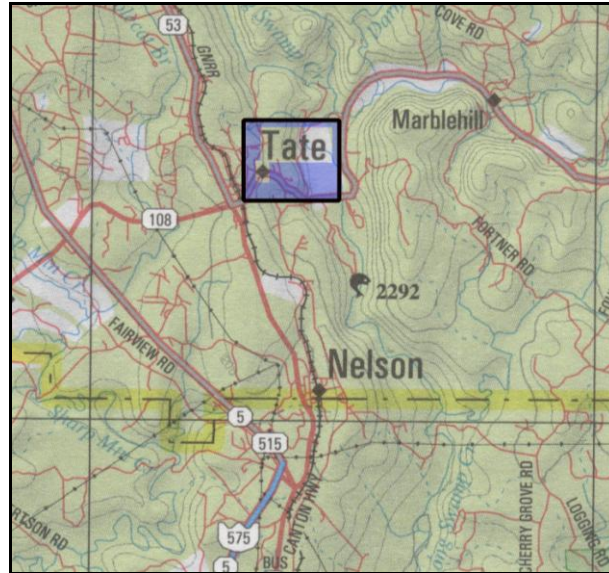 53
GNRR
COVE RD
Marblehill
Tate
108
FORTNER RD
2292
FAIRVIEW RD
Nelson
5
515
575
5
BUS
CANTON HWY
CHERRY GROVE RD
LOGGING RD